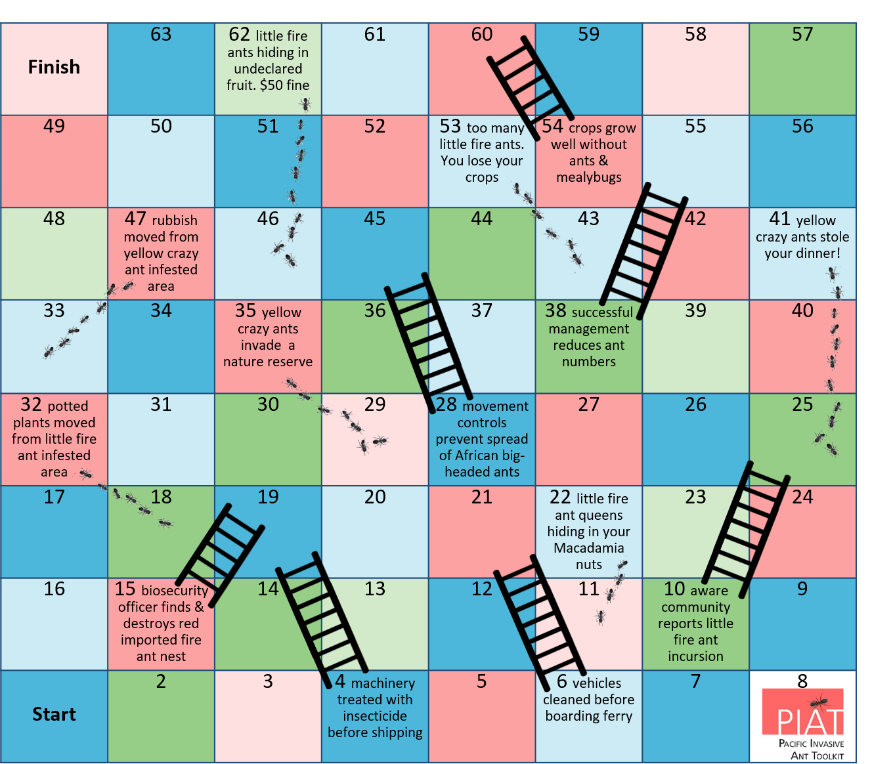 Finish
63
62 little fire
ants hiding in
undeclared
fruit. $50 fine
61
60
59
58
57
49
50
51
52
53 too many
little fire ants.
You lose your
crops
54 crops grow
well without
ants &
mealybugs
55
56
48
47 rubbish
moved from
yellow crazy
ant infested
area
46
45
44
43
42
41 yellow
crazy ants stole
your dinner!
33
34
35 yellow
crazy ants
invade a
nature reserve
36
37
38 successful
management
reduces ant
numbers
39
40
32 potted
plants moved
from little fire
ant infested
area
31
30
29
28 movement
controls
prevent spread
of African big-
headed ants
27
26
25
17
18
19
20
21
22 little fire
ant queens
hiding in your
Macadamia
nuts
23
24
16
15 biosecurity
officer finds &
destroys red
imported fire
ant nest
14
13
12
11
10 aware
community
reports little
fire ant
incursion
9
Start
2
3
4 machinery
treated with
insecticide
before shipping
5
6 vehicles
cleaned before
boarding ferry
7
8
PIAT
PACIFIC INVASIVE
ANT TOOLKIT